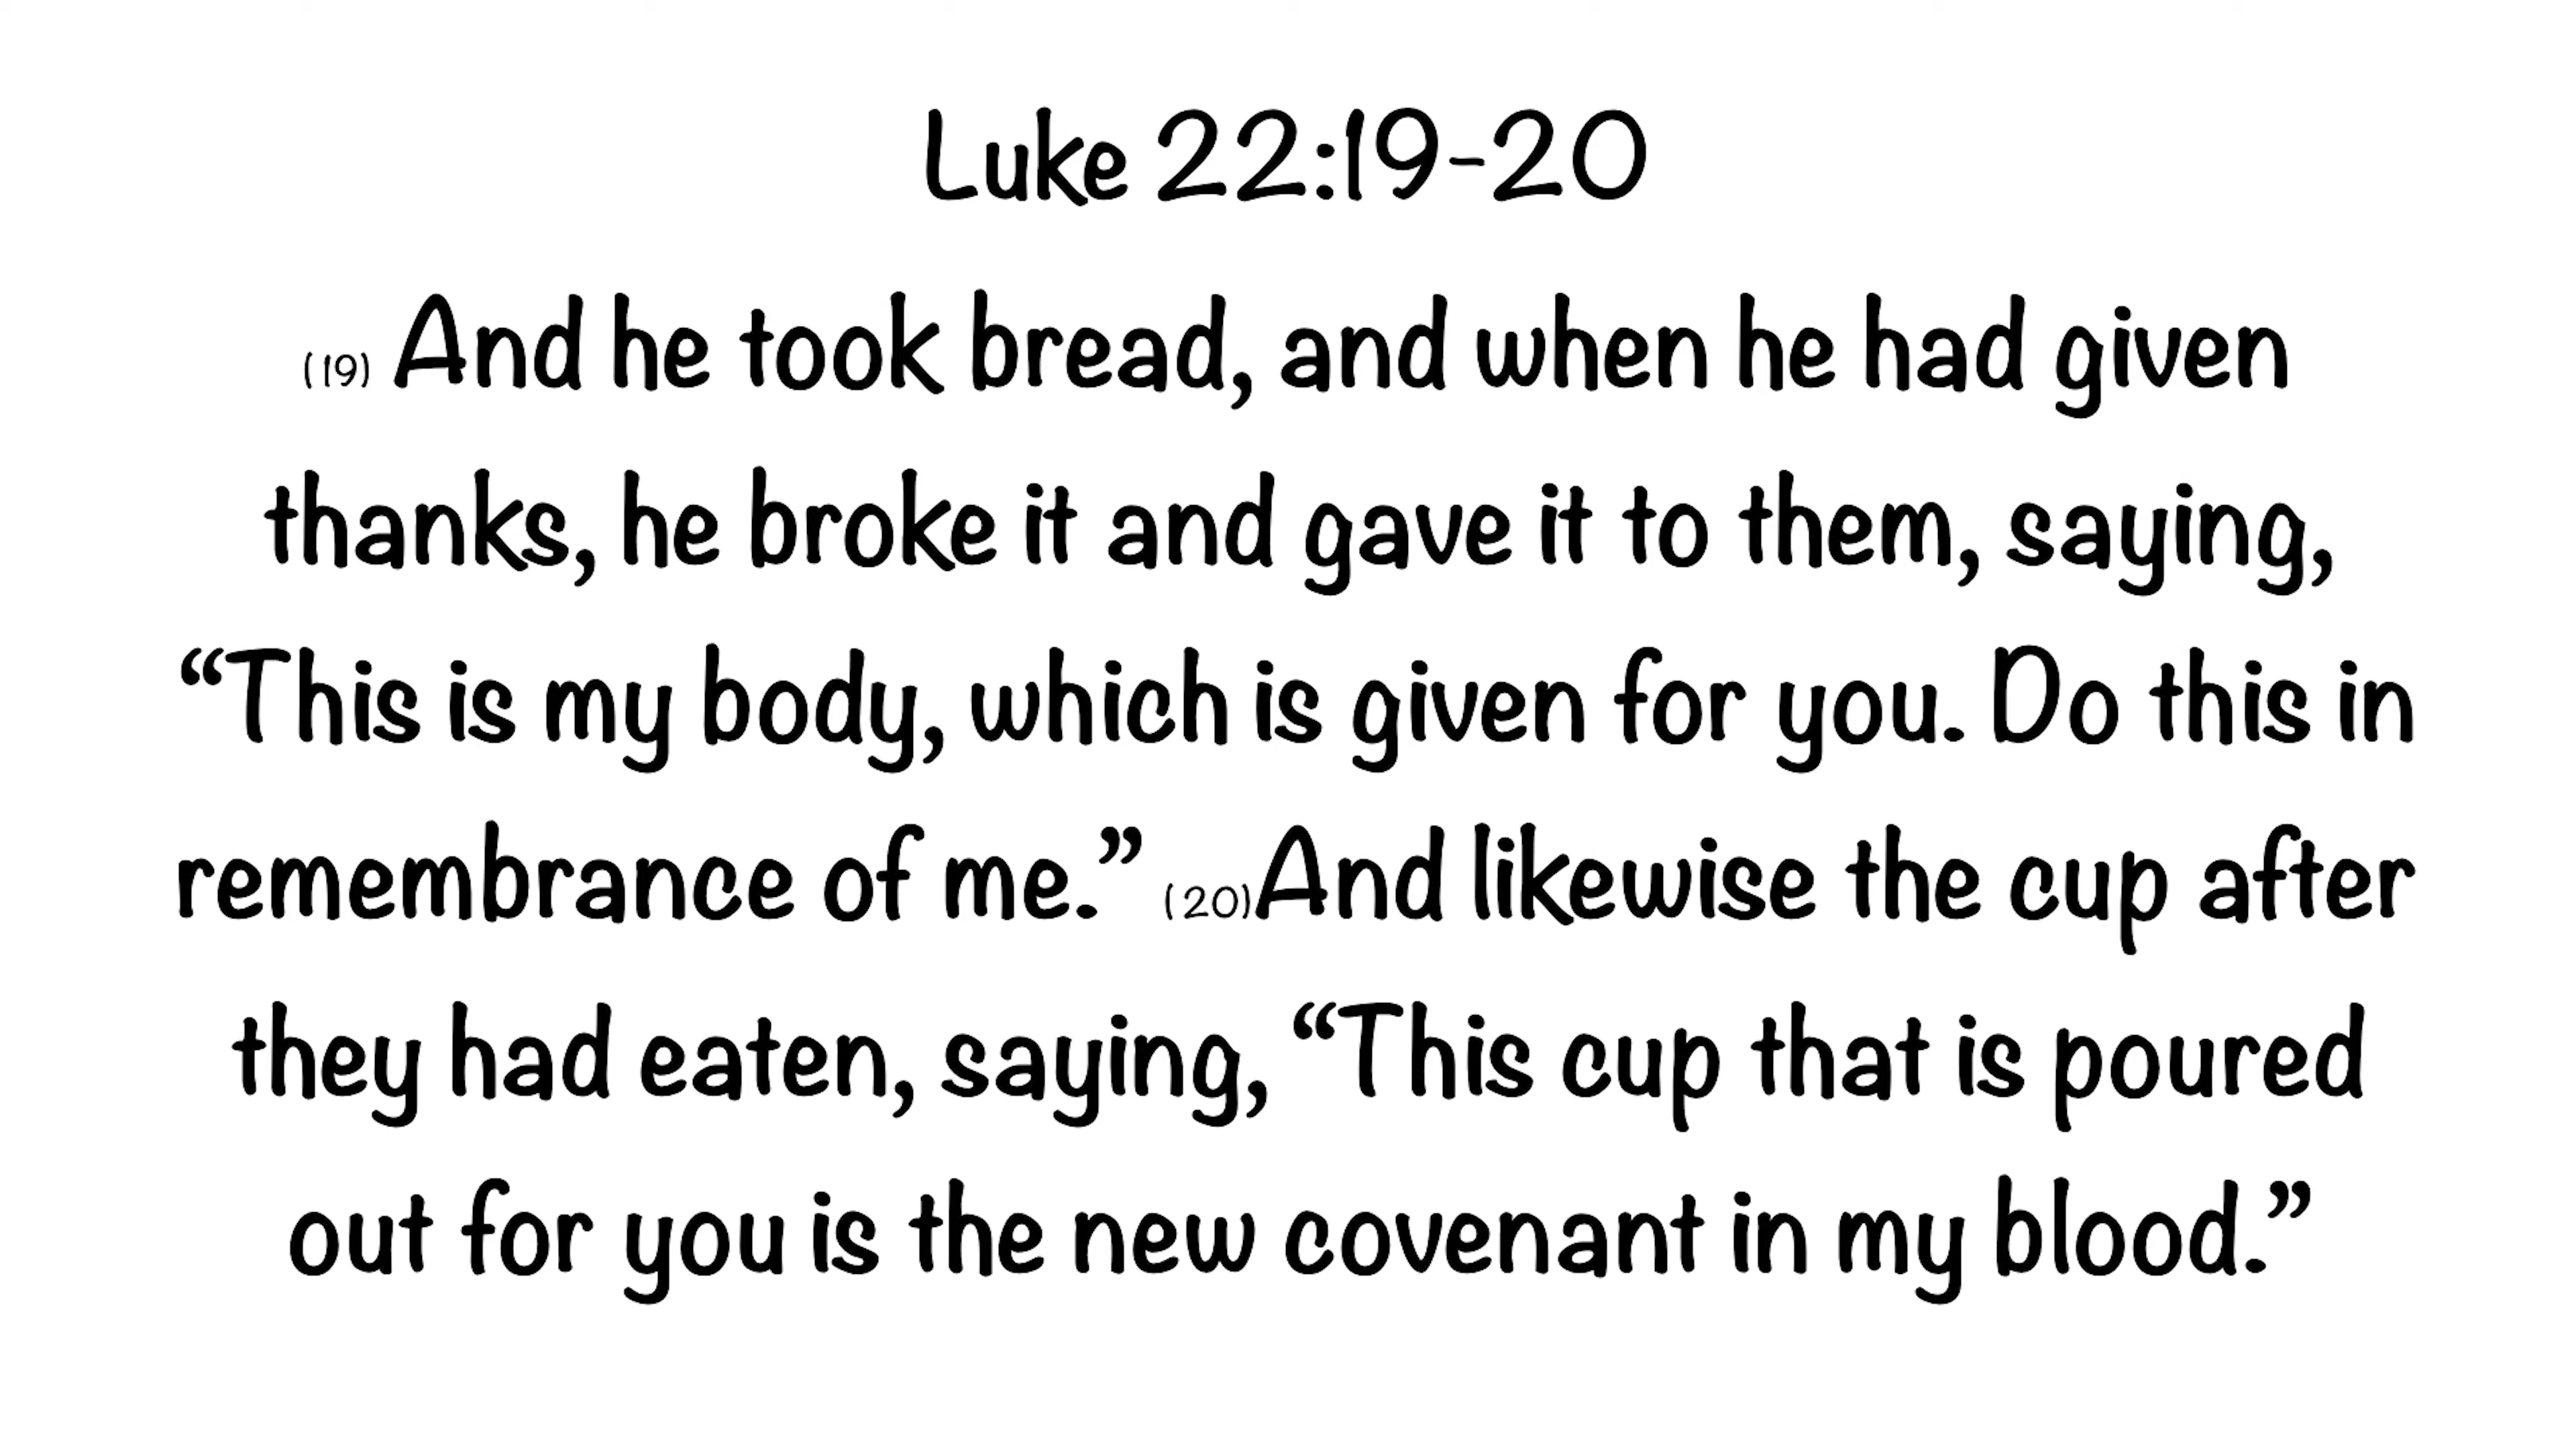 Luke 22:19-20
(19) And he took bread, and when he had given
thanks, he broke it and gave it to them, saying,
“This is my body, which is given for you. Do this in
remembrance of me.” (20)And likewise the cup after
they had eaten, saying, “This cup that is poured
out for you is the new covenant in my blood.”